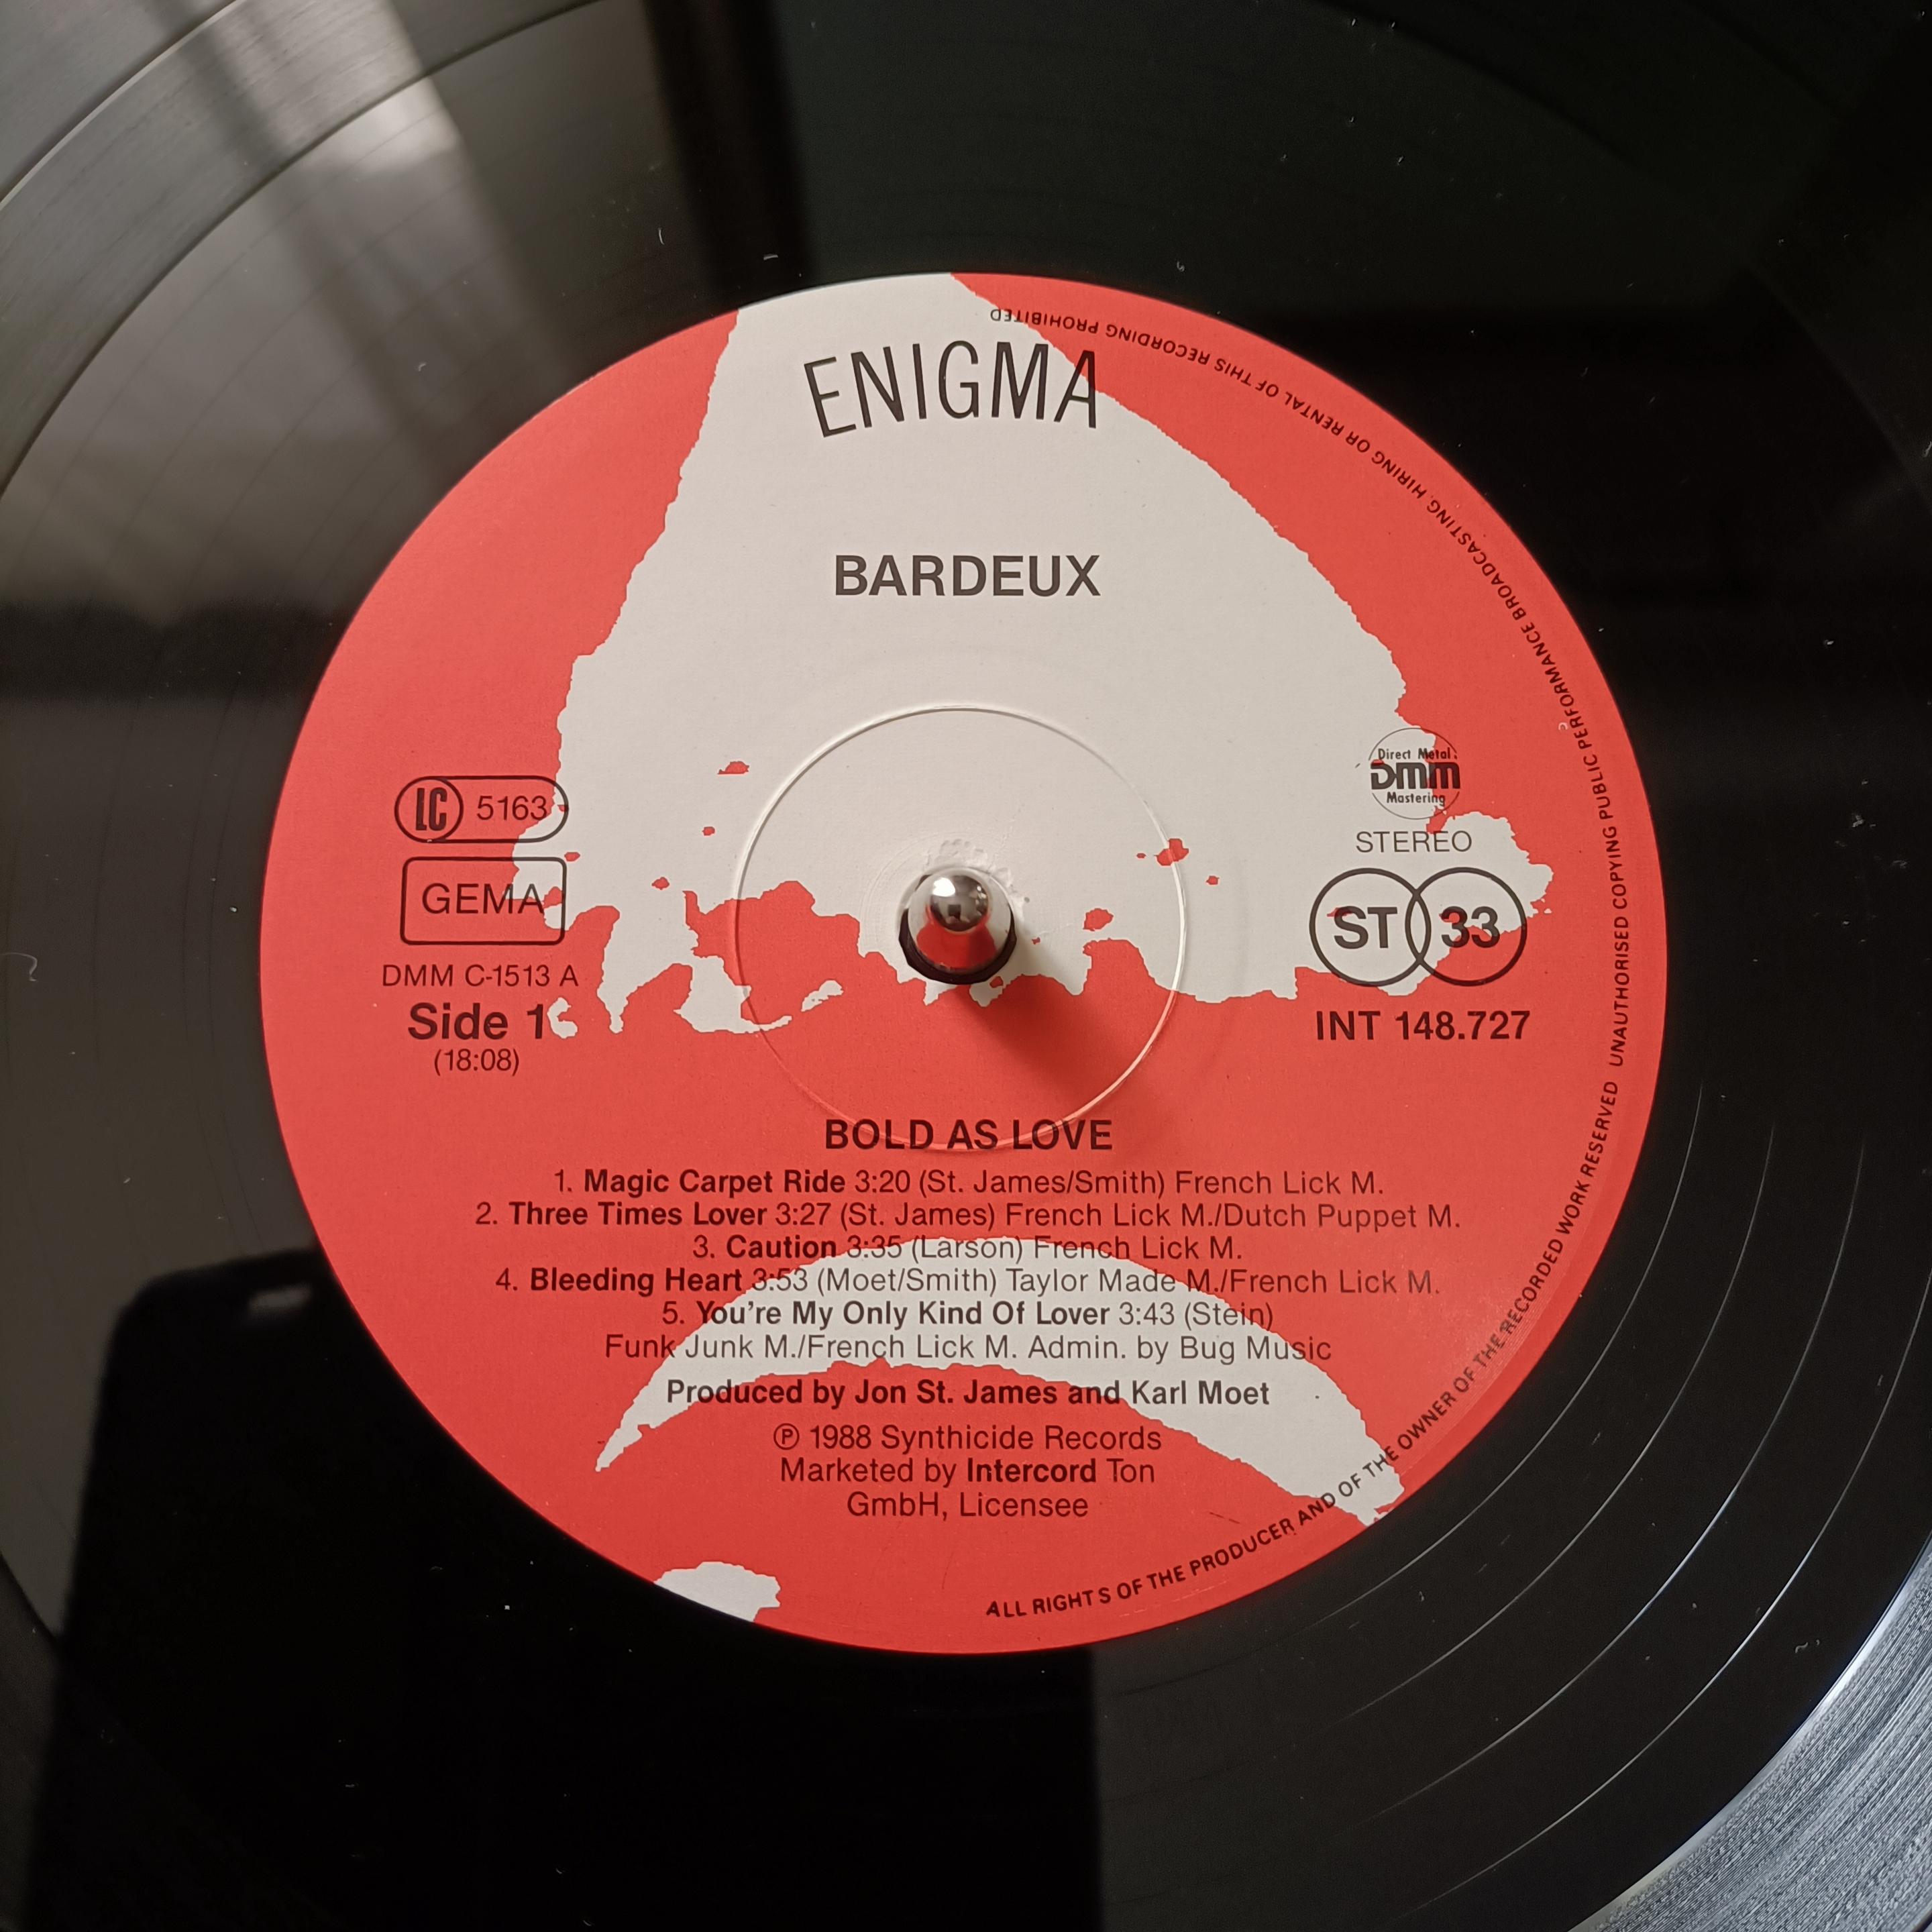 ENIGMA
BARDEUX
LC 5163
GEMA
DMM C-1513 A
Side 1
(18:08)
Direct Metal
DMM
Mastering
STEREO
ST 33
INT 148.727
BOLD AS LOVE
1. Magic Carpet Ride 3:20 (St. James/Smith) French Lick M.
2. Three Times Lover 3:27 (St. James) French Lick M./Dutch Puppet M.
3. Caution 3:35 (Larson) French Lick M.
4. Bleeding Heart 3:53 (Moet/Smith) Taylor Made M./French Lick M.
5. You're My Only Kind Of Lover 3:43 (Stein)
Funk Junk M./French Lick M. Admin. by Bug Music
Produced by Jon St. James and Karl Moet
℗ 1988 Synthicide Records
Marketed by Intercord Ton
GmbH, Licensee
ALL RIGHTS OF THE PRODUCER AND OF THE OWNER OF THE RECORDED WORK RESERVED UNAUTHORISED COPYING PUBLIC PERFORMANCE BROADCASTING, HIRING OR RENTAL OF THIS RECORDING PROHIBITED